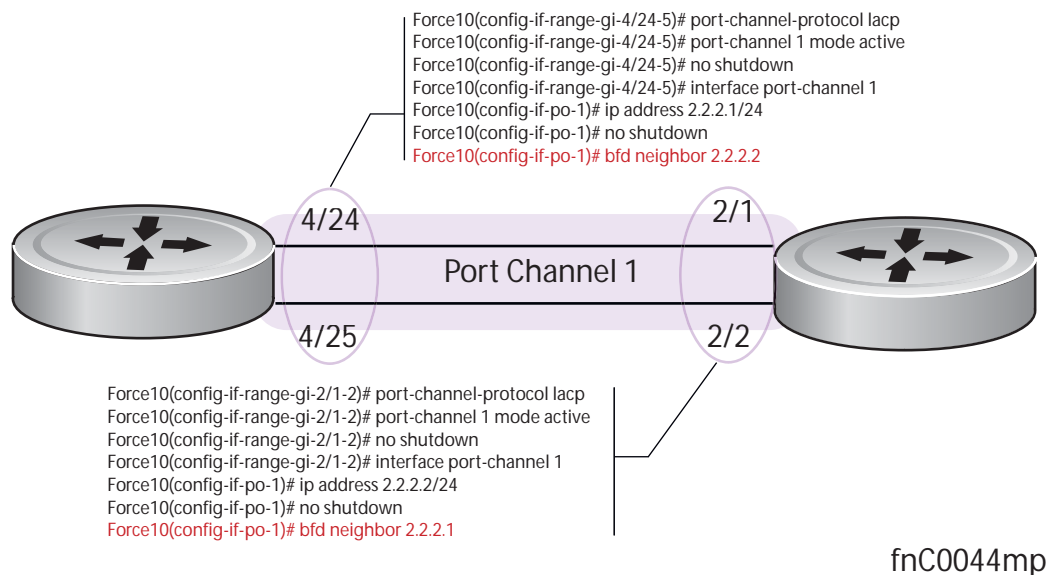 Force10(config-if-range-gi-4/24-5)# port-channel-protocol lacp
Force10(config-if-range-gi-4/24-5)# port-channel 1 mode active
Force10(config-if-range-gi-4/24-5)# no shutdown
Force10(config-if-range-gi-4/24-5)# interface port-channel 1
Force10(config-if-po-1)# ip address 2.2.2.1/24
Force10(config-if-po-1)# no shutdown
Force10(config-if-po-1)# bfd neighbor 2.2.2.2
4/24
2/1
Port Channel 1
4/25
2/2
Force10(config-if-range-gi-2/1-2)# port-channel-protocol lacp
Force10(config-if-range-gi-2/1-2)# port-channel 1 mode active
Force10(config-if-range-gi-2/1-2)# no shutdown
Force10(config-if-range-gi-2/1-2)# interface port-channel 1
Force10(config-if-po-1)# ip address 2.2.2.2/24
Force10(config-if-po-1)# no shutdown
Force10(config-if-po-1)# bfd neighbor 2.2.2.1
fnC0044mp